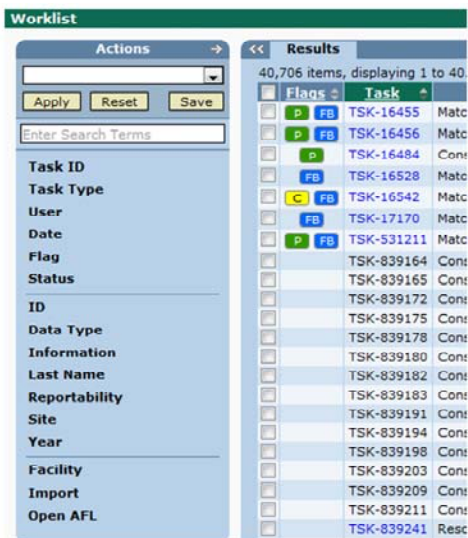 Worklist
Actions
Apply Reset Save
Enter Search Terms
Task ID
Task Type
User
Date
Flag
Status
ID
Data Type
Information
Last Name
Reportability
Site
Year
Facility
Import
Open AFL
<< Results
40,706 items, displaying 1 to 40.
Flags Task
P FB TSK-16455 Matc
P FB TSK-16456 Matc
P TSK-16484 Cons
FB TSK-16528 Matc
C FB TSK-16542 Matc
FB TSK-17170 Matc
P FB TSK-531211 Matc
TSK-839164 Cons
TSK-839165 Cons
TSK-839172 Cons
TSK-839175 Cons
TSK-839178 Cons
TSK-839180 Cons
TSK-839182 Cons
TSK-839183 Cons
TSK-839191 Cons
TSK-839194 Cons
TSK-839198 Cons
TSK-839203 Cons
TSK-839209 Cons
TSK-839211 Cons
TSK-839241 Reso